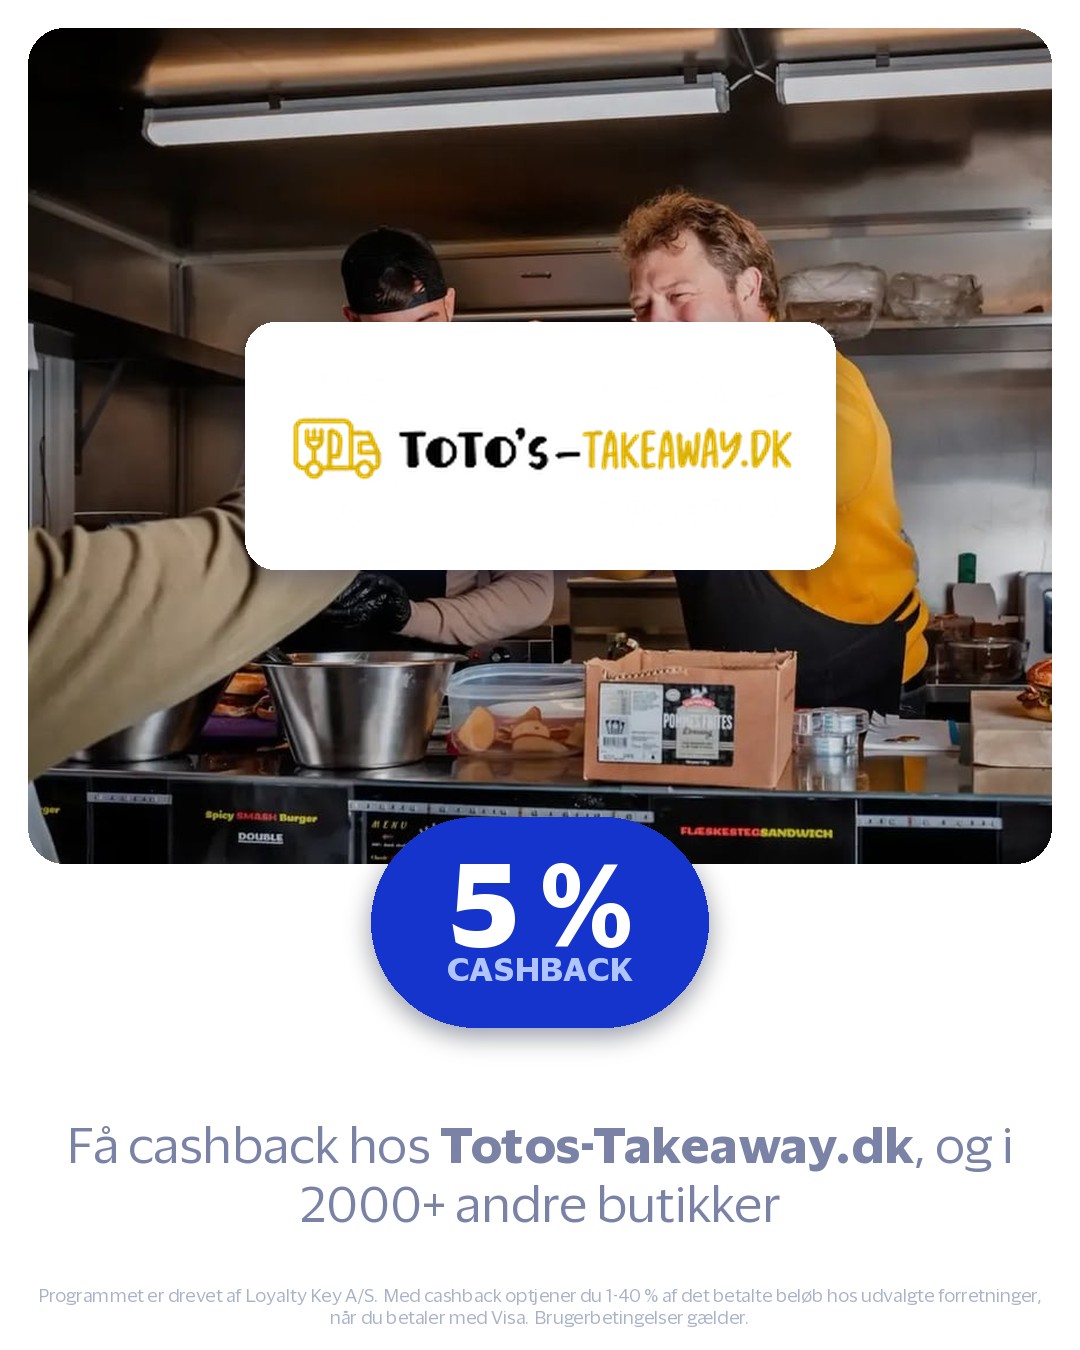 TOTO'S-TAKEAWAY.DK
POMMES FRITES
Spicy SMASH Burger
DOUBLE
MENU
FLÆSKESTEGSANDWICH
5 %
CASHBACK
Få cashback hos Totos-Takeaway.dk, og i
2000+ andre butikker
Programmet er drevet af Loyalty Key A/S. Med cashback optjener du 1-40 % af det betalte beløb hos udvalgte forretninger,
når du betaler med Visa. Brugerbetingelser gælder.